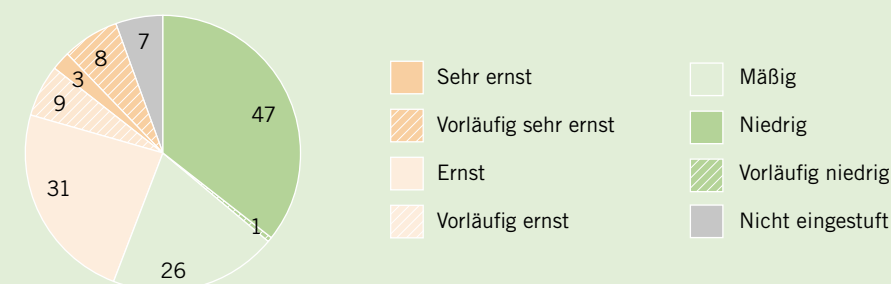 7
8
3
9
47
31
1
26
Sehr ernst
Vorläufig sehr ernst
Ernst
Vorläufig ernst
Mäßig
Niedrig
Vorläufig niedrig
Nicht eingestuft